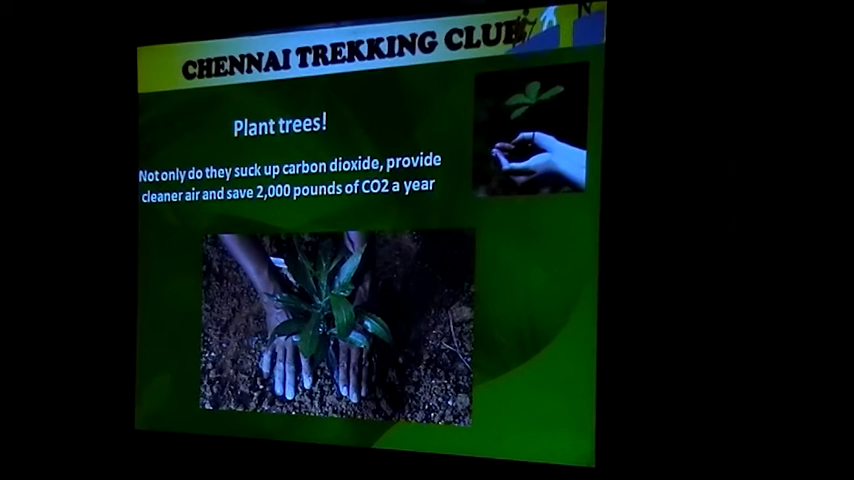 CHENNAI TREKKING CLUB
N
Plant trees!
Not only do they suck up carbon dioxide, provide
cleaner air and save 2,000 pounds of CO2 a year